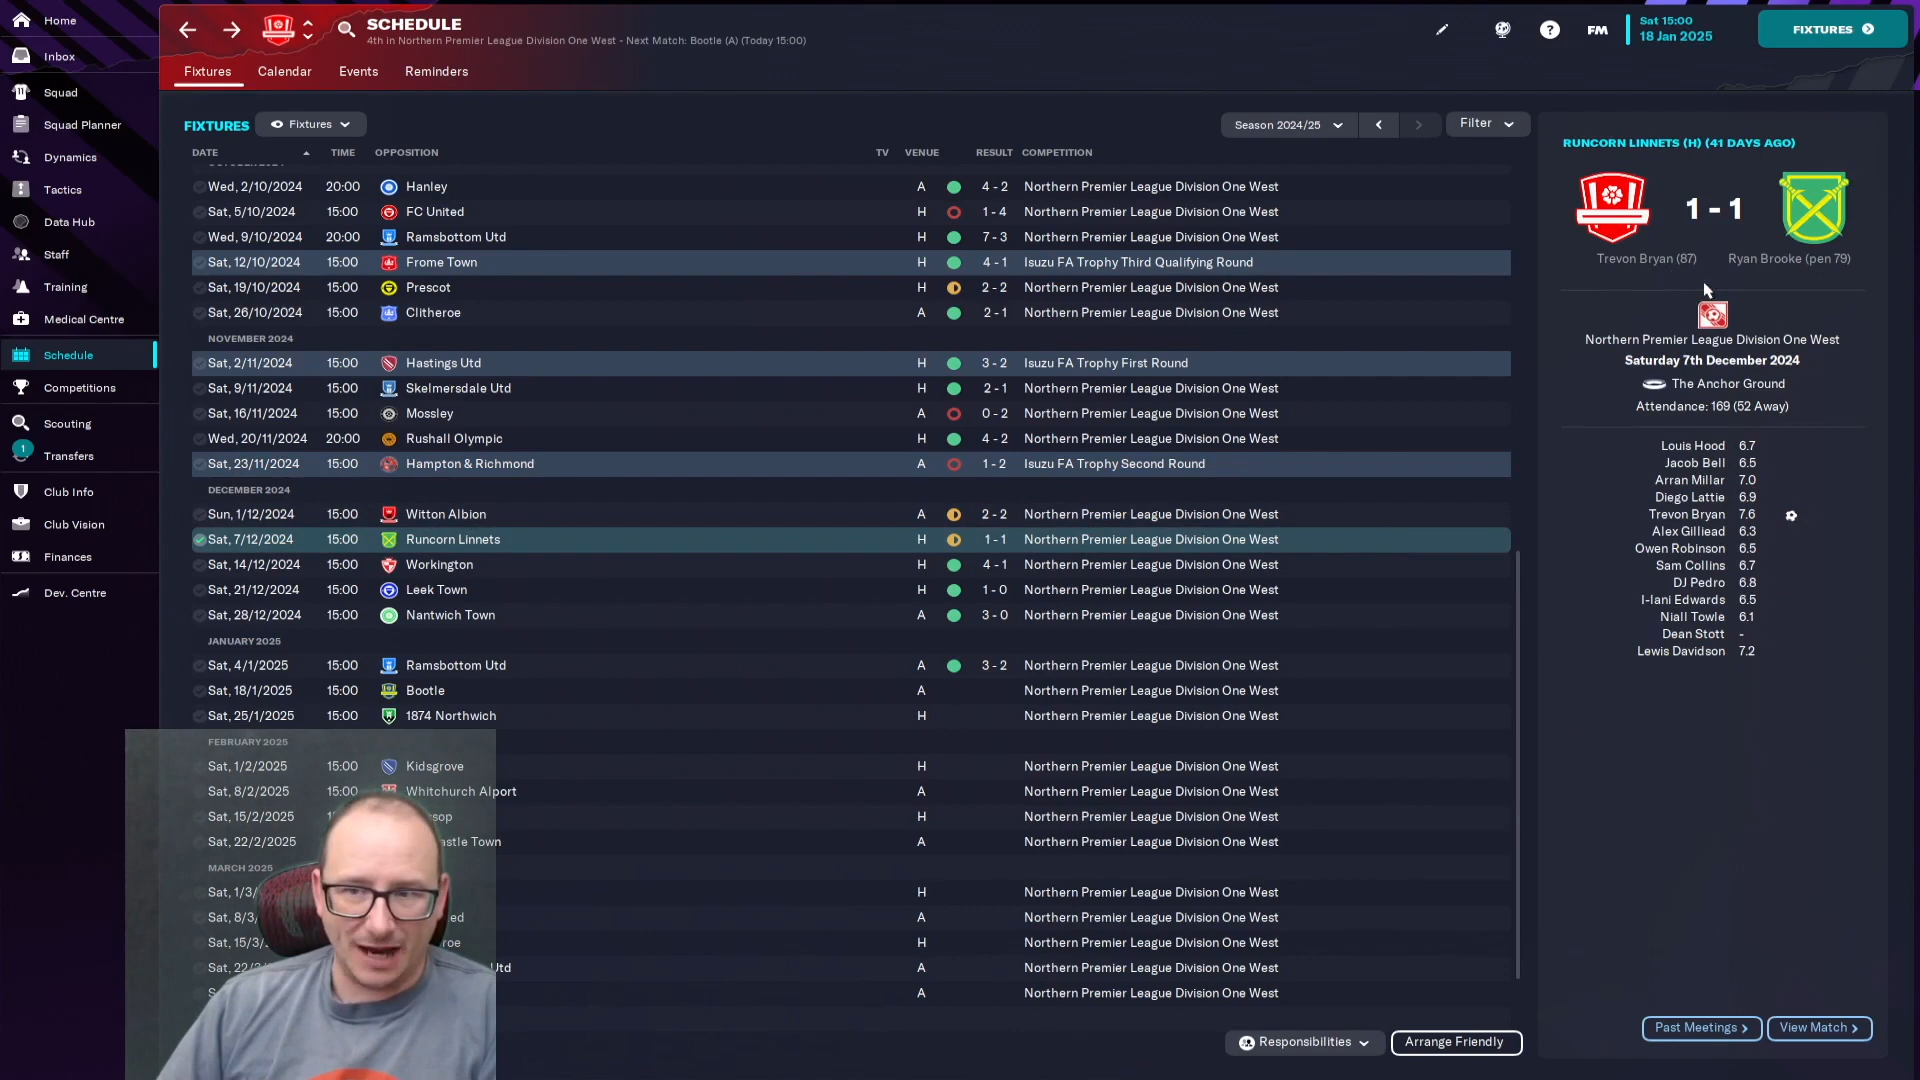 Home
Inbox
Squad
Squad Planner
Dynamics
Tactics
Data Hub
Staff
Training
Medical Centre
Schedule
Competitions
Scouting
1
Transfers
Club Info
Club Vision
Finances
Dev. Centre
SCHEDULE
4th in Northern Premier League Division One West - Next Match: Bootle (A) (Today 15:00)
FM
Sat 15:00
18 Jan 2025
FIXTURES
Fixtures Calendar Events Reminders
FIXTURES Fixtures Season 2024/25 Filter
DATE TIME OPPOSITION TV VENUE RESULT COMPETITION
Wed, 2/10/2024 20:00 Hanley A 4 - 2 Northern Premier League Division One West
Sat, 5/10/2024 15:00 FC United H 1 - 4 Northern Premier League Division One West
Wed, 9/10/2024 20:00 Ramsbottom Utd H 7 - 3 Northern Premier League Division One West
Sat, 12/10/2024 15:00 Frome Town H 4 - 1 Isuzu FA Trophy Third Qualifying Round
Sat, 19/10/2024 15:00 Prescot H 2 - 2 Northern Premier League Division One West
Sat, 26/10/2024 15:00 Clitheroe A 2 - 1 Northern Premier League Division One West
NOVEMBER 2024
Sat, 2/11/2024 15:00 Hastings Utd H 3 - 2 Isuzu FA Trophy First Round
Sat, 9/11/2024 15:00 Skelmersdale Utd H 2 - 1 Northern Premier League Division One West
Sat, 16/11/2024 15:00 Mossley A 0 - 2 Northern Premier League Division One West
Wed, 20/11/2024 20:00 Rushall Olympic H 4 - 2 Northern Premier League Division One West
Sat, 23/11/2024 15:00 Hampton & Richmond A 1 - 2 Isuzu FA Trophy Second Round
DECEMBER 2024
Sun, 1/12/2024 15:00 Witton Albion A 2 - 2 Northern Premier League Division One West
Sat, 7/12/2024 15:00 Runcorn Linnets H 1 - 1 Northern Premier League Division One West
Sat, 14/12/2024 15:00 Workington H 4 - 1 Northern Premier League Division One West
Sat, 21/12/2024 15:00 Leek Town H 1 - 0 Northern Premier League Division One West
Sat, 28/12/2024 15:00 Nantwich Town A 3 - 0 Northern Premier League Division One West
JANUARY 2025
Sat, 4/1/2025 15:00 Ramsbottom Utd A 3 - 2 Northern Premier League Division One West
Sat, 18/1/2025 15:00 Bootle A Northern Premier League Division One West
Sat, 25/1/2025 15:00 1874 Northwich H Northern Premier League Division One West
FEBRUARY 2025
Sat, 1/2/2025 15:00 Kidsgrove H Northern Premier League Division One West
Sat, 8/2/2025 15:00 Whitchurch Alport A Northern Premier League Division One West
Sat, 15/2/2025 H Northern Premier League Division One West
Sat, 22/2/2025 Town A Northern Premier League Division One West
MARCH 2025
Sat, 1/3/ H Northern Premier League Division One West
Sat, 8/3/ A Northern Premier League Division One West
Sat, 15/3/ H Northern Premier League Division One West
Sat, Utd A Northern Premier League Division One West
A Northern Premier League Division One West
Responsibilities Arrange Friendly
RUNCORN LINNETS (H) (41 DAYS AGO)
1 - 1
Trevon Bryan (87) Ryan Brooke (pen 79)
Northern Premier League Division One West
Saturday 7th December 2024
The Anchor Ground
Attendance: 169 (52 Away)
Louis Hood 6.7
Jacob Bell 6.5
Arran Millar 7.0
Diego Lattie 6.9
Trevon Bryan 7.6
Alex Gilliead 6.3
Owen Robinson 6.5
Sam Collins 6.7
DJ Pedro 6.8
I-lani Edwards 6.5
Niall Towle 6.1
Dean Stott -
Lewis Davidson 7.2
Past Meetings View Match